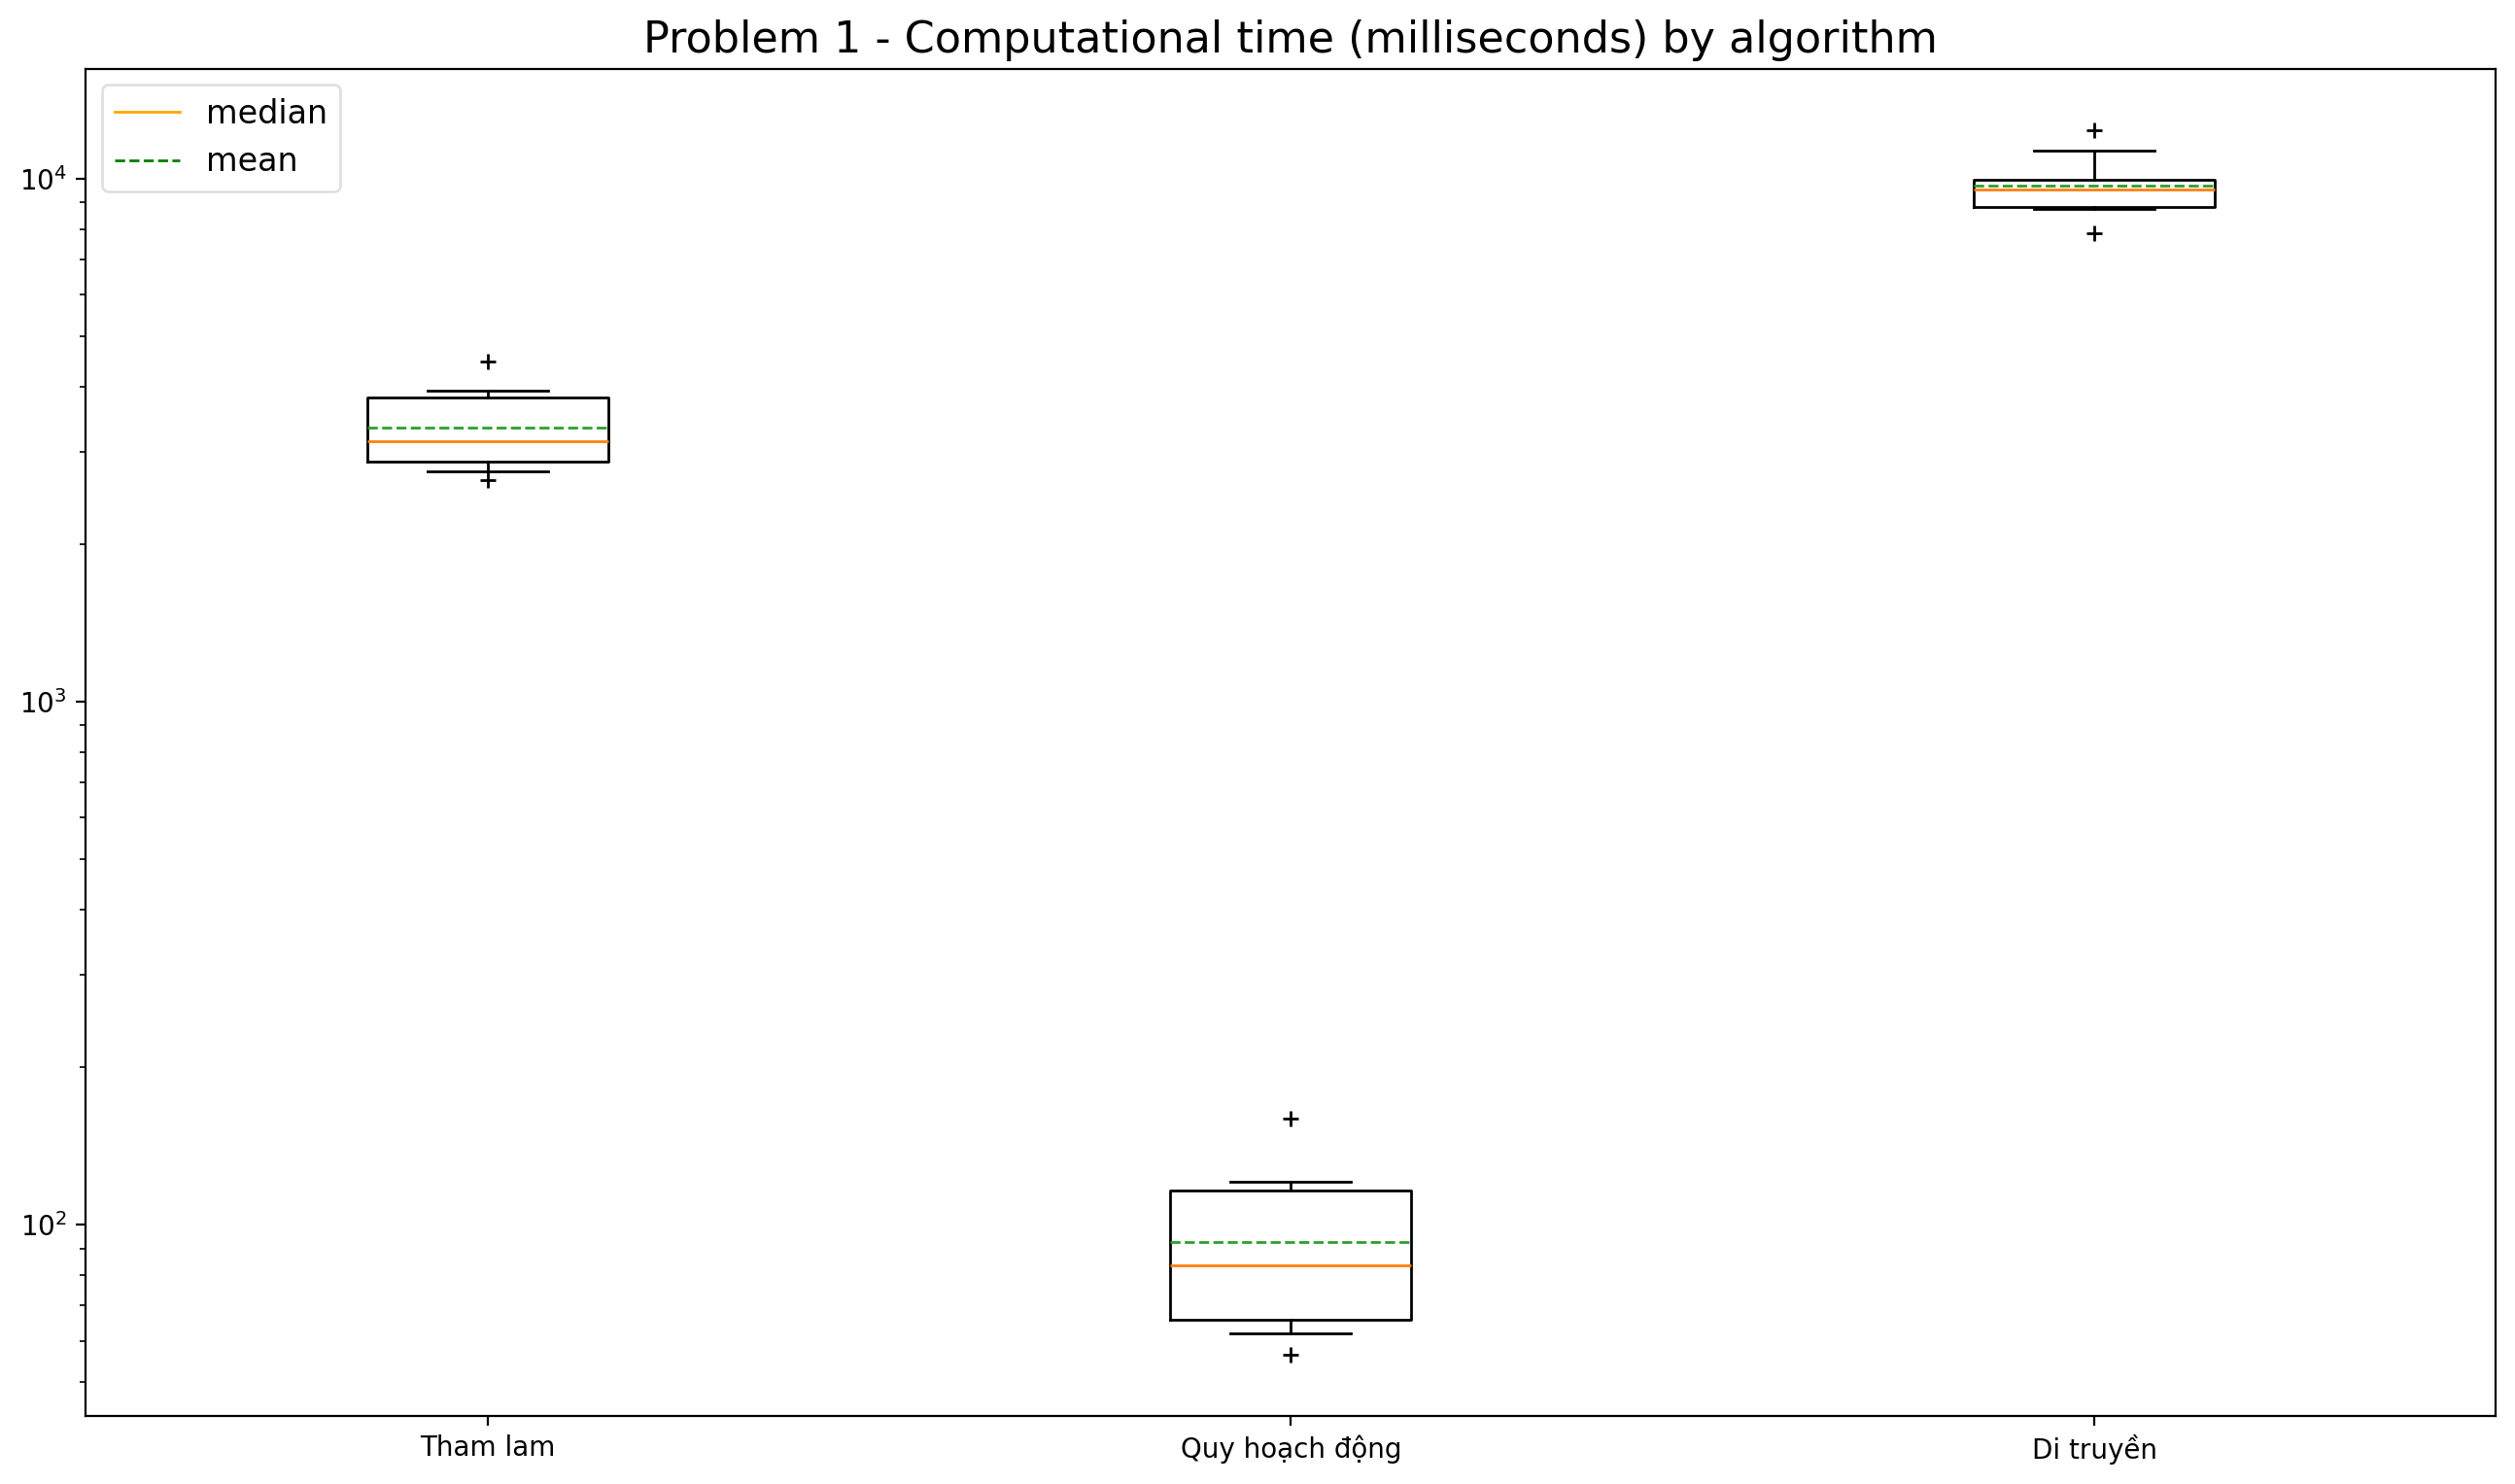 Problem 1 - Computational time (milliseconds) by algorithm
median
mean
10⁴
10³
10²
Tham lam
Quy hoạch động
Di truyền